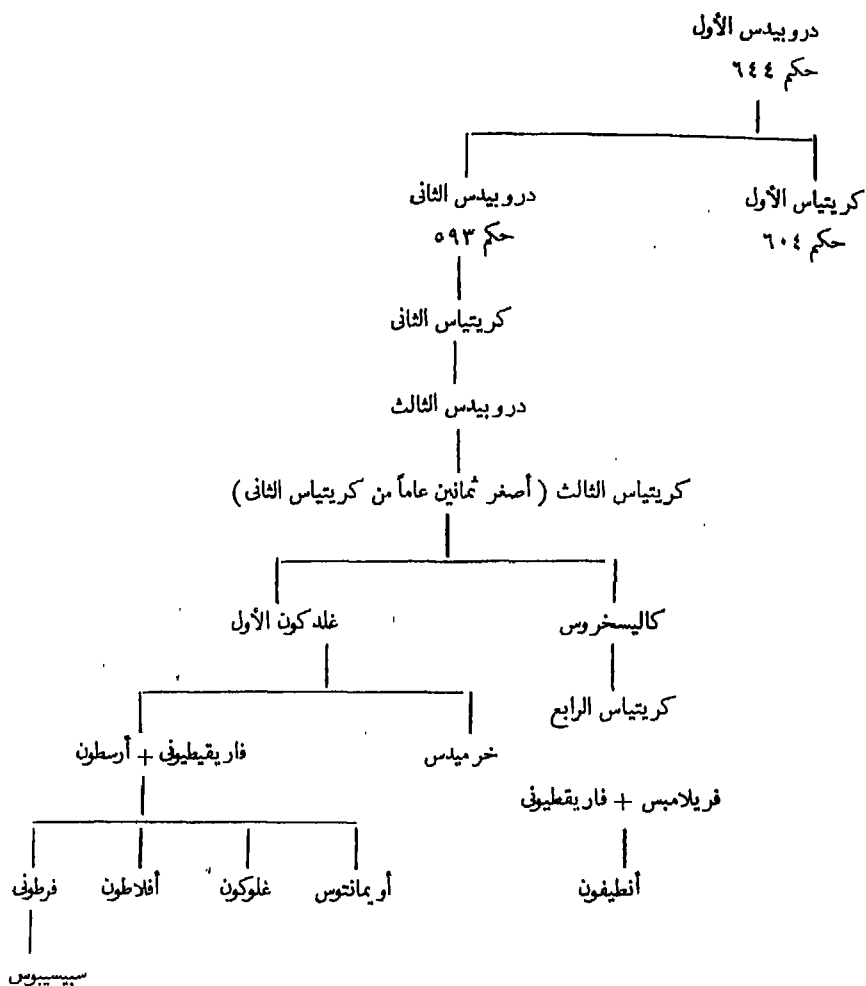 دروبيدس الأول
حكم ٦٤٤
كريتياس الأول
دروبيدس الثانى
حكم ٦٠٤
حكم ٥٩٣
كريتياس الثانى
دروبيدس الثالث
كريتياس الثالث ( أصغر ثمانين عاماً من كريتياس الثانى )
كاليسخروس
غلدكون الأول
كريتياس الرابع
خرميدس
فاريقيطيونى + أرسطون
فريلامبس + فاريقطيونى
أنطيفون
أويمانتوس
غلوكون
أفلاطون
فرطونى
سبيسيبوس